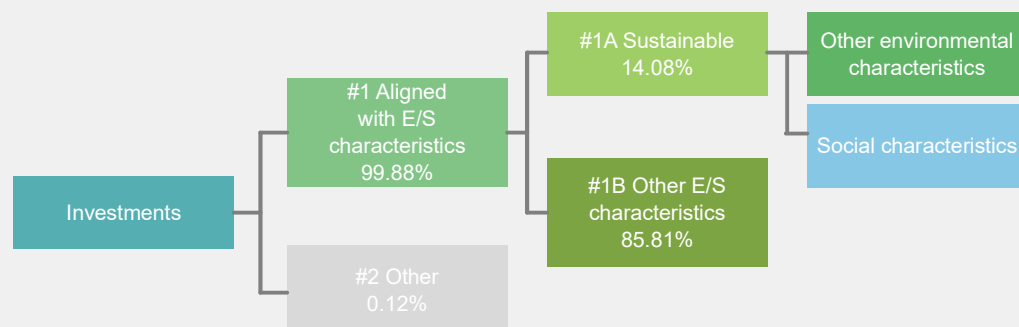 Investments
#1 Aligned
with E/S
characteristics
99.88%
#2 Other
0.12%
#1A Sustainable
14.08%
#1B Other E/S
characteristics
85.81%
Other environmental
characteristics
Social characteristics